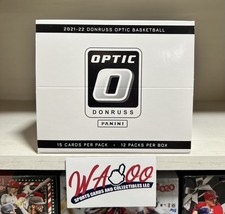 2021-22 DONRUSS OPTIC BASKETBALL
OPTIC
O
DONRUSS
PANINI
15 CARDS PER PACK • 12 PACKS PER BOX
WAHOO
SPORTS CARDS AND COLLECTIBLES LLC